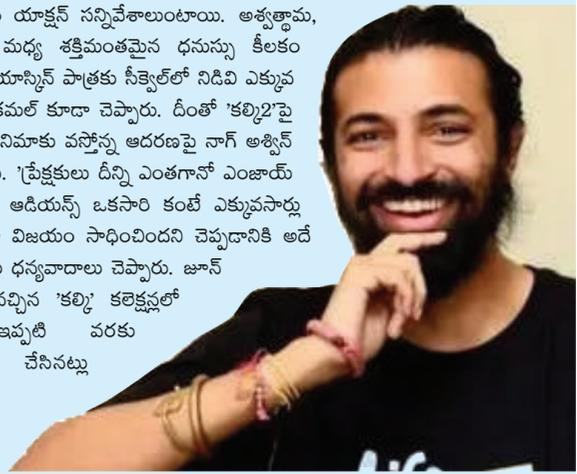 యాక్షన్ సన్నివేశాలుంటాయి. అశ్వత్థామ,
మధ్య శక్తిమంతమైన ధనుస్సు కీలకం
యాస్కిన్ పాత్రకు సీక్వెల్‌లో నిడివి ఎక్కువ
కమల్ కూడా చెప్పారు. దీంతో 'కల్కి2'పై
సినిమాకు వస్తోన్న ఆదరణపై నాగ్ అశ్విన్
'ప్రేక్షకులు దీన్ని ఎంతగానో ఎంజాయ్
ఆడియన్స్ ఒకసారి కంటే ఎక్కువసార్లు
విజయం సాధించిందని చెప్పడానికి అదే
ధన్యవాదాలు చెప్పారు. జూన్
వచ్చిన 'కల్కి' కలెక్షన్లలో
ఇప్పటి వరకు
చేసినట్లు